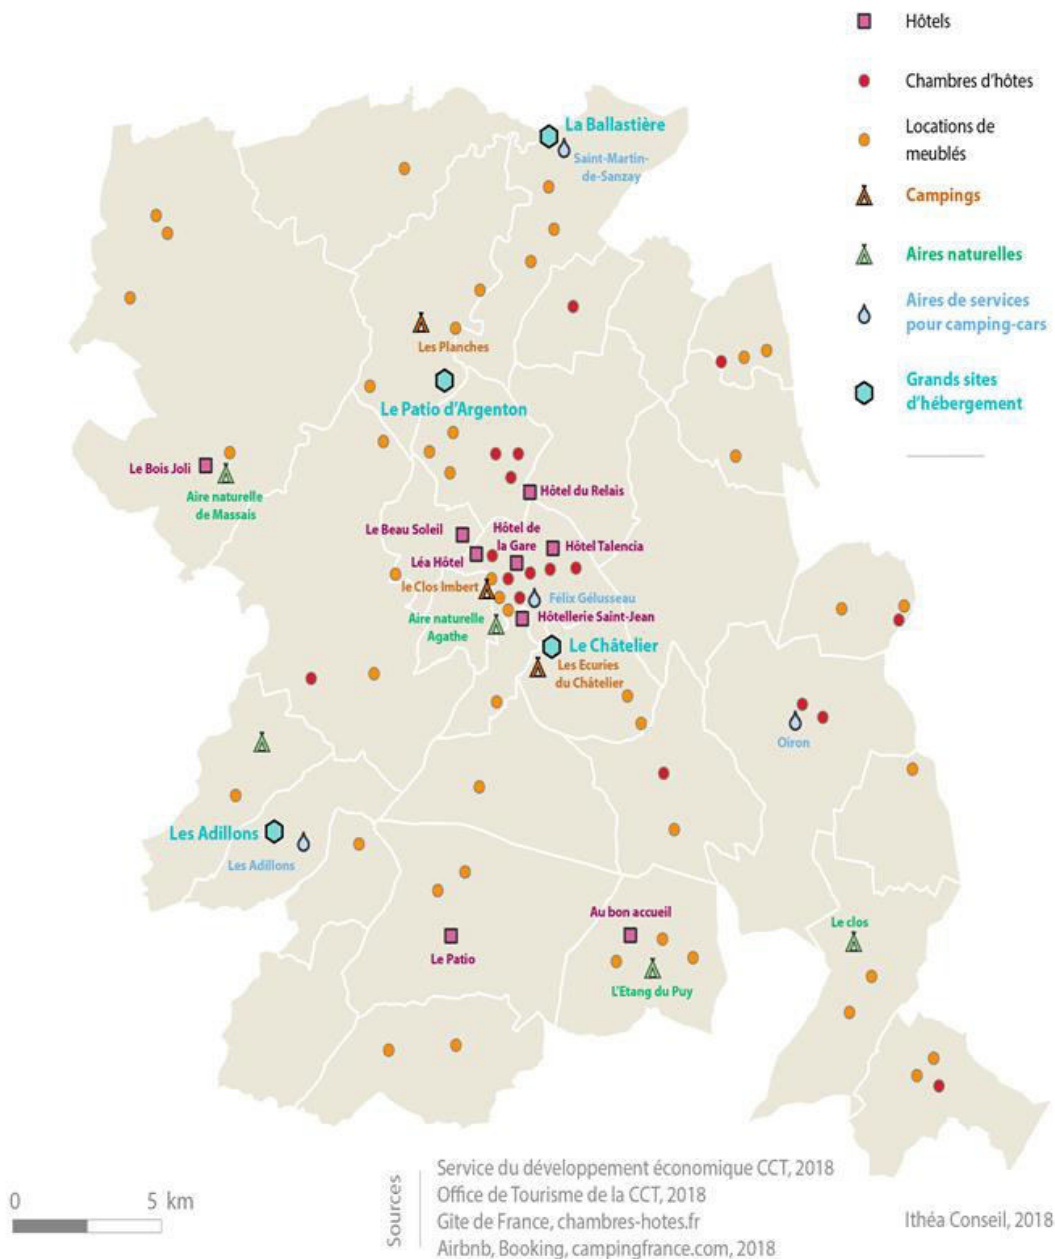 Hôtels
Chambres d'hôtes
Locations de
meublés
Campings
Aires naturelles
Aires de services
pour camping-cars
Grands sites
d'hébergement
La Ballastière
Saint-Martin-
de-Sanzay
Les Planches
Le Patio d'Argenton
Le Bois Joli
Aire naturelle
de Massais
Hôtel du Relais
Le Beau Soleil
Hôtel de
la Gare
Hôtel Talencia
Léa Hôtel
le Clos Imbert
Félix Gélusseau
Aire naturelle
Agathe
Hôtellerie Saint-Jean
Le Châtelier
Les Ecuries
du Châtelier
Oiron
Les Adillons
Les Adillons
Au bon accueil
Le clos
Le Patio
L'Etang du Puy
0 5 km
Sources
Service du développement économique CCT, 2018
Office de Tourisme de la CCT, 2018
Gîte de France, chambres-hotes.fr
Airbnb, Booking, campingfrance.com, 2018
Ithéa Conseil, 2018